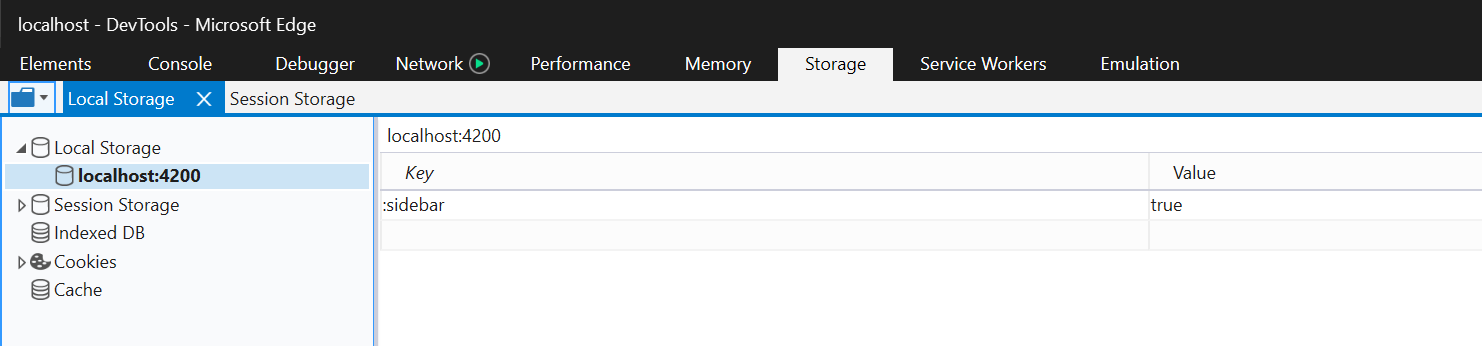 localhost - DevTools - Microsoft Edge
Elements Console Debugger Network Performance Memory Storage Service Workers Emulation
Local Storage Session Storage
Local Storage
localhost:4200
Session Storage
Indexed DB
Cookies
Cache
localhost:4200
Key Value
:sidebar true